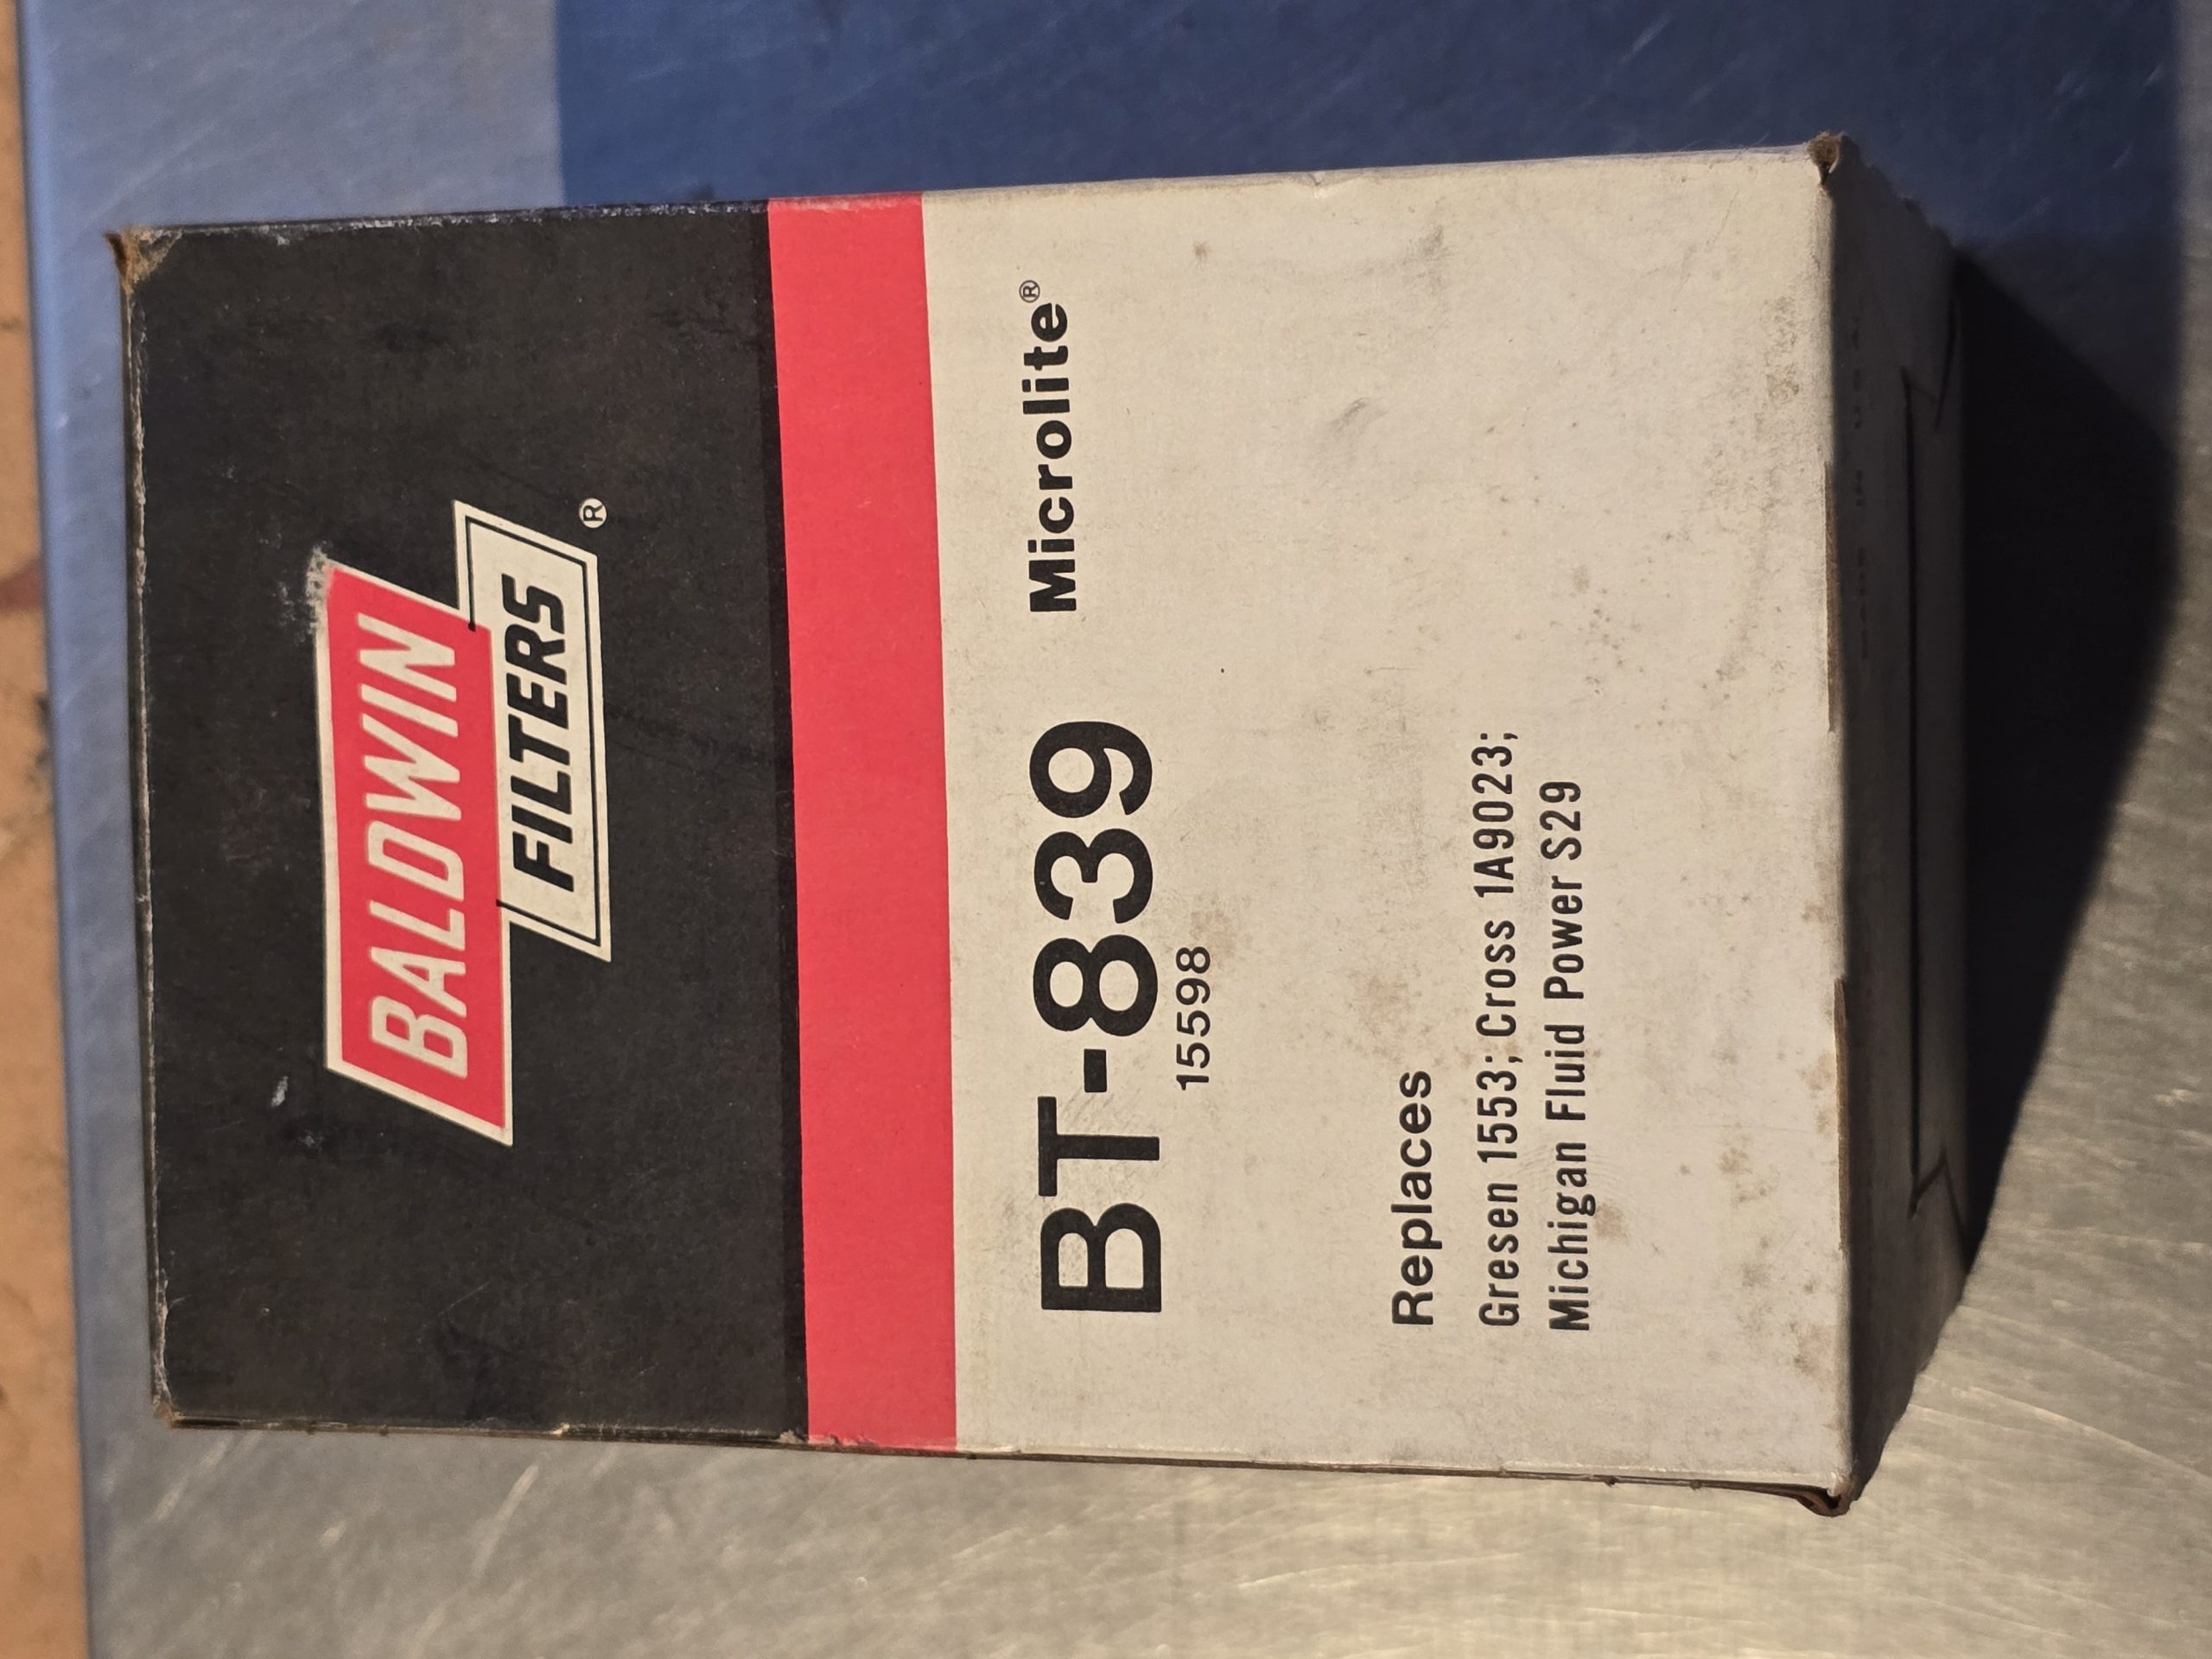 BALDWIN
FILTERS®
BT-839 Microlite®
15598
Replaces
Gresen 1553; Cross 1A9023;
Michigan Fluid Power S29